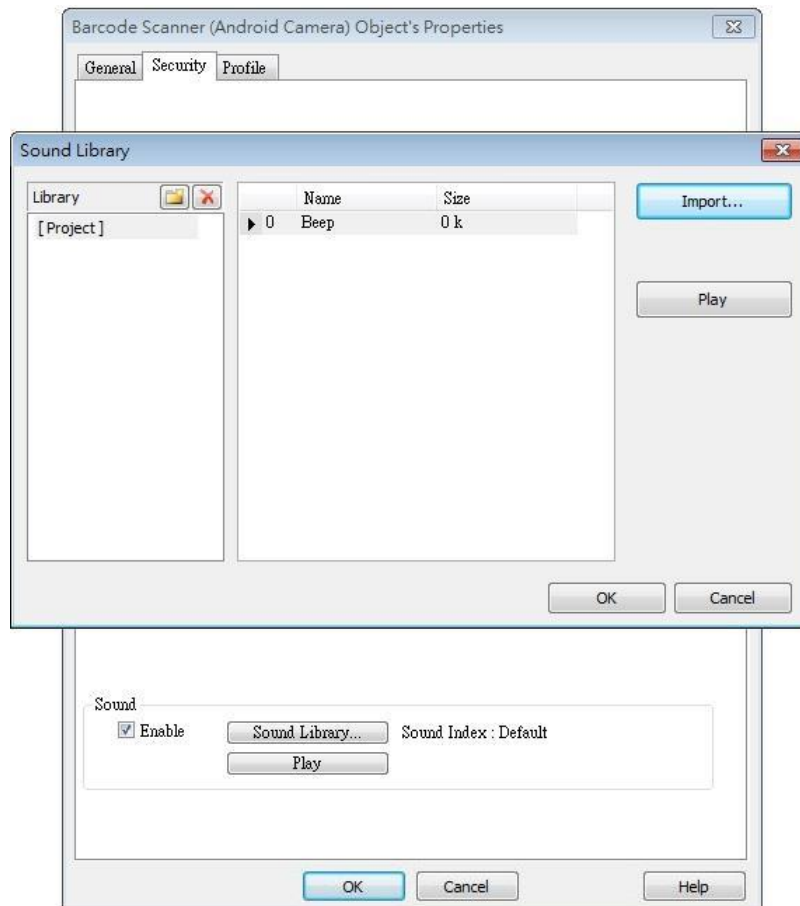 Barcode Scanner (Android Camera) Object's Properties
General Security Profile
Sound Library
Library
[Project]
Name Size
0 Beep 0 k
Import...
Play
OK Cancel
Sound
Enable Sound Library... Sound Index : Default
Play
OK Cancel Help